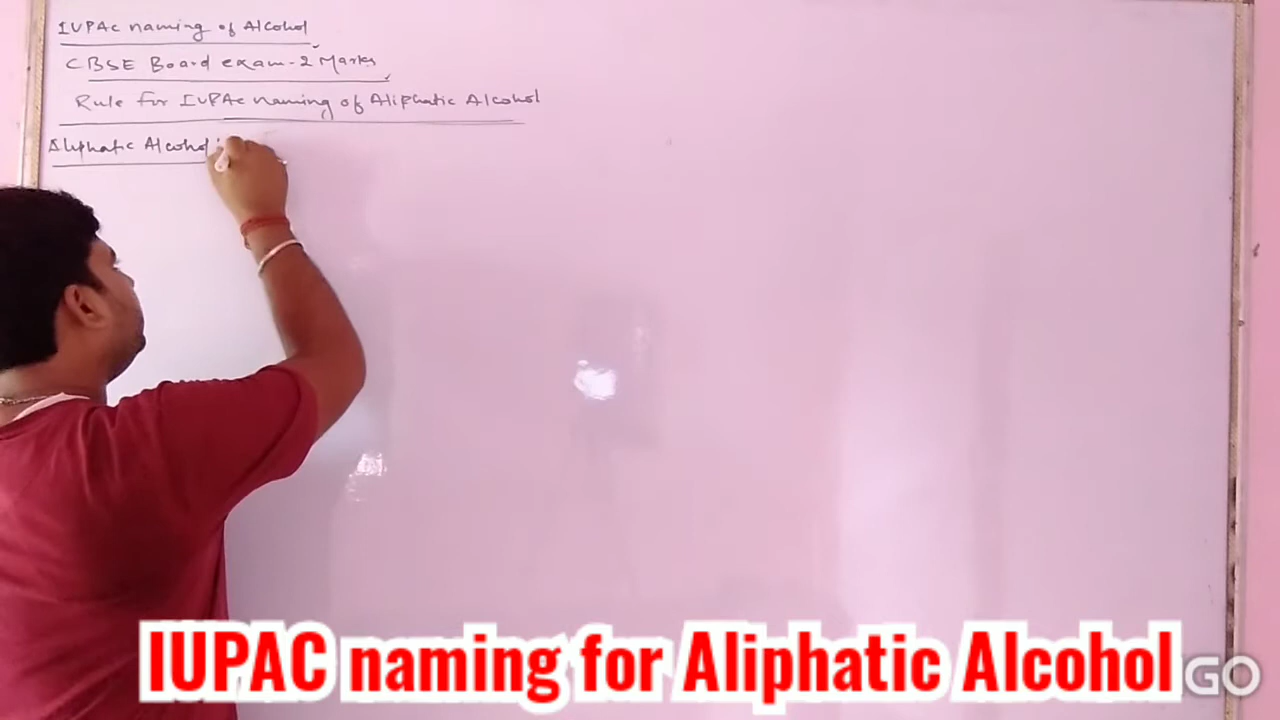 IUPAC naming of Alcohol
CBSE Board exam-2 Marks
Rule for IUPAC naming of Aliphatic Alcohol
Aliphatic Alcohol
IUPAC naming for Aliphatic Alcohol
GO